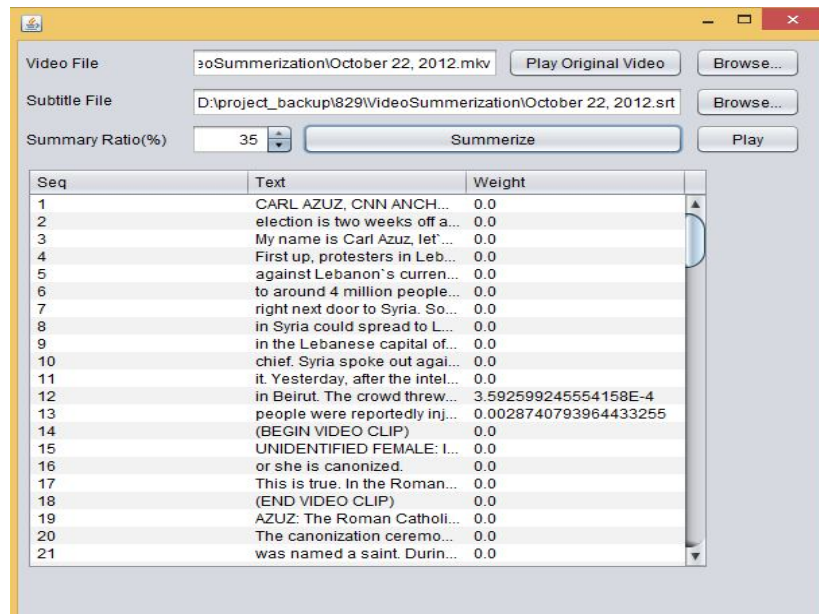 Video File eoSummerization\October 22, 2012.mkv Play Original Video Browse...
Subtitle File D:\project_backup\829\VideoSummerization\October 22, 2012.srt Browse...
Summary Ratio(%) 35 Summerize Play
Seq Text Weight
1 CARL AZUZ, CNN ANCH... 0.0
2 election is two weeks off a... 0.0
3 My name is Carl Azuz, let`... 0.0
4 First up, protesters in Leb... 0.0
5 against Lebanon`s curren... 0.0
6 to around 4 million people... 0.0
7 right next door to Syria. So... 0.0
8 in Syria could spread to L... 0.0
9 in the Lebanese capital of... 0.0
10 chief. Syria spoke out agai... 0.0
11 it. Yesterday, after the intel... 0.0
12 in Beirut. The crowd threw... 3.592599245554158E-4
13 people were reportedly inj... 0.0028740793964433255
14 (BEGIN VIDEO CLIP) 0.0
15 UNIDENTIFIED FEMALE: I... 0.0
16 or she is canonized. 0.0
17 This is true. In the Roman... 0.0
18 (END VIDEO CLIP) 0.0
19 AZUZ: The Roman Catholi... 0.0
20 The canonization ceremo... 0.0
21 was named a saint. Durin... 0.0